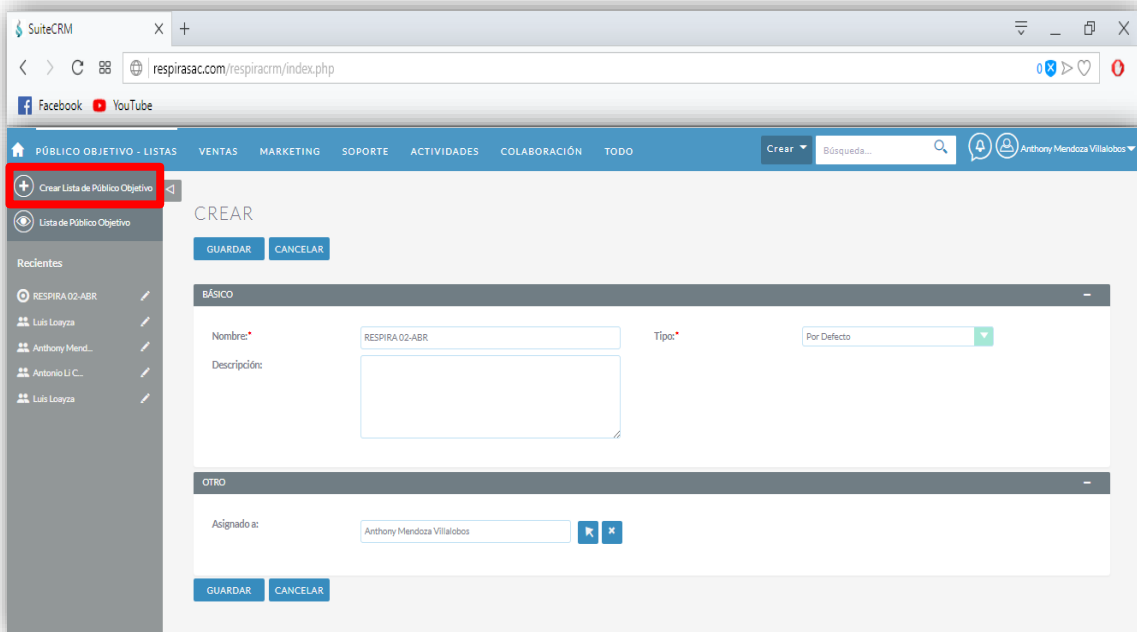 SuiteCRM
respirasac.com/respiracrm/index.php
0
Facebook YouTube
PÚBLICO OBJETIVO - LISTAS VENTAS MARKETING SOPORTE ACTIVIDADES COLABORACIÓN TODO Crear Búsqueda... Anthony Mendoza Villalobos
Crear Lista de Público Objetivo
Lista de Público Objetivo
CREAR
GUARDAR CANCELAR
Recientes
RESPIRA 02-ABR
Luis Loayza
Anthony Mend...
Antonio Li C...
Luis Loayza
BÁSICO
Nombre:* RESPIRA 02-ABR Tipo:* Por Defecto
Descripción:
OTRO
Asignado a: Anthony Mendoza Villalobos
GUARDAR CANCELAR